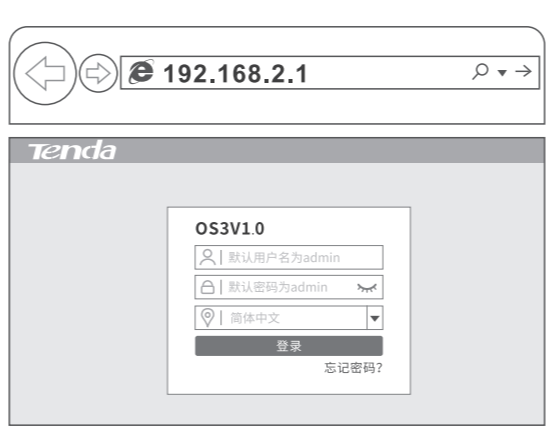 192.168.2.1
Tenda
OS3V1.0
默认用户名为admin
默认密码为admin
简体中文
登录
忘记密码?